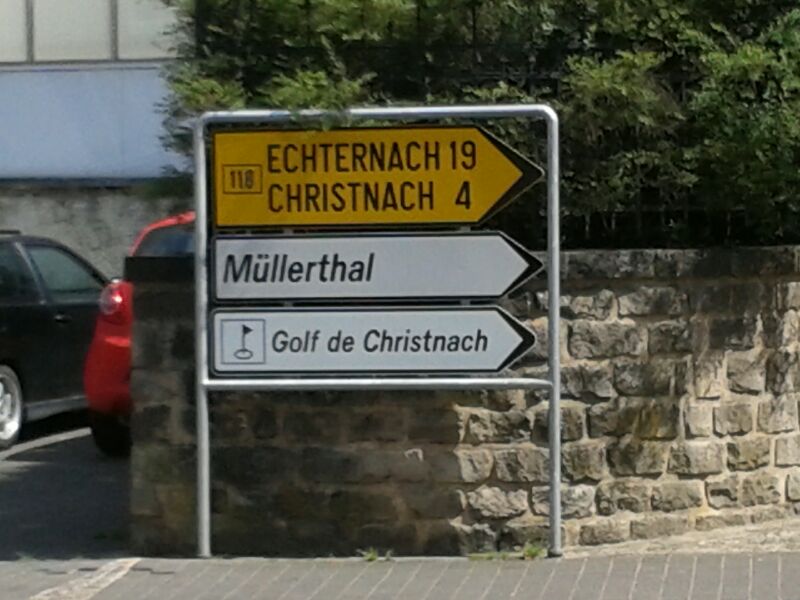 118
ECHTERNACH 19
CHRISTNACH 4
Müllerthal
Golf de Christnach